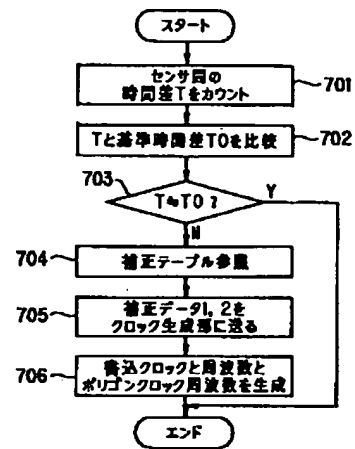 スタート
センサ間の
時間差Tをカウント
701
Tと基準時間差T0を比較
702
703
T≒T0?
Y
N
704
補正テーブル参照
705
補正データ1, 2を
クロック生成部に送る
706
書込クロックと周波数と
ポリゴンクロック周波数を生成
エンド